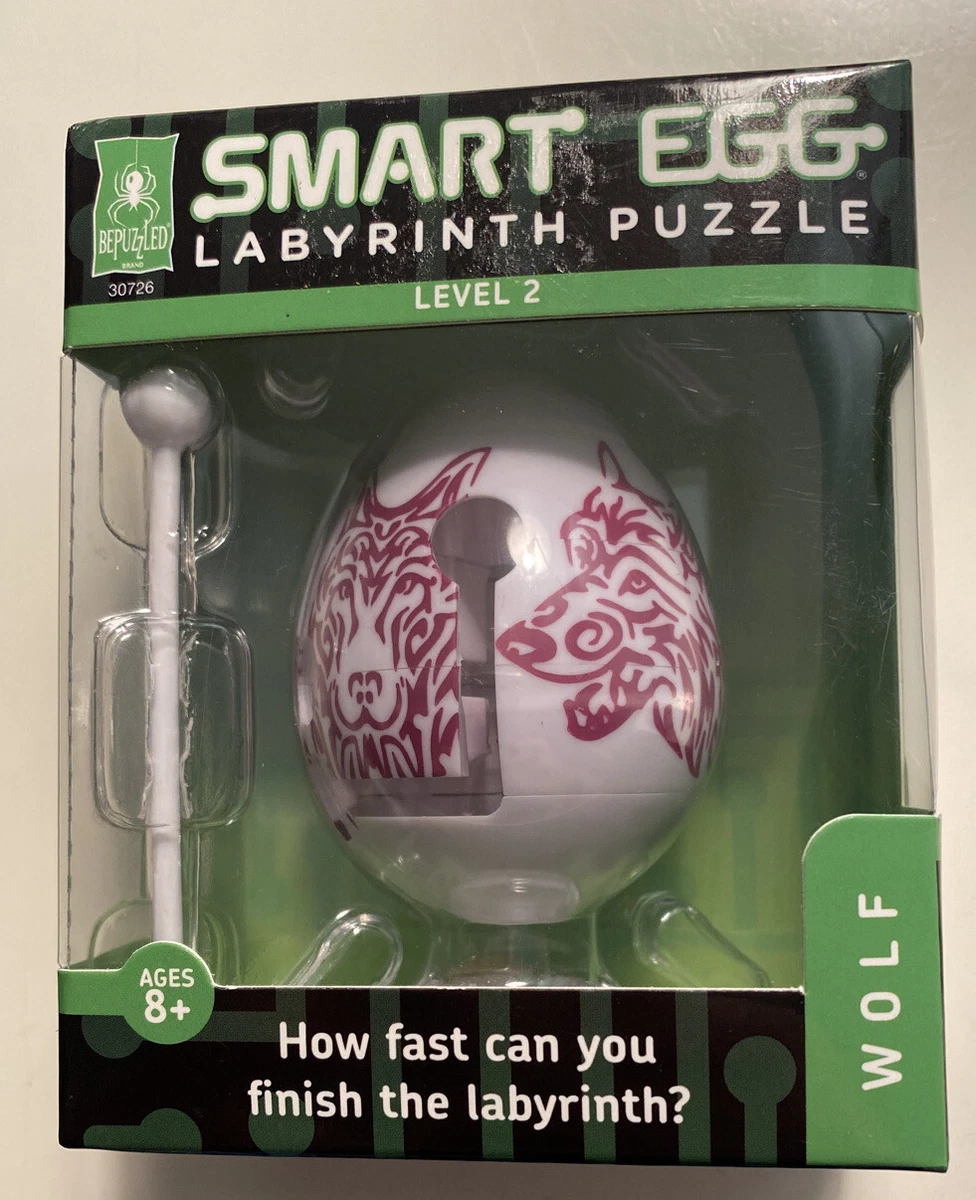 SMART EGG®
LABYRINTH PUZZLE
BEPUZZLED®
BRAND
30726
LEVEL 2
AGES
8+
How fast can you
finish the labyrinth?
WOLF